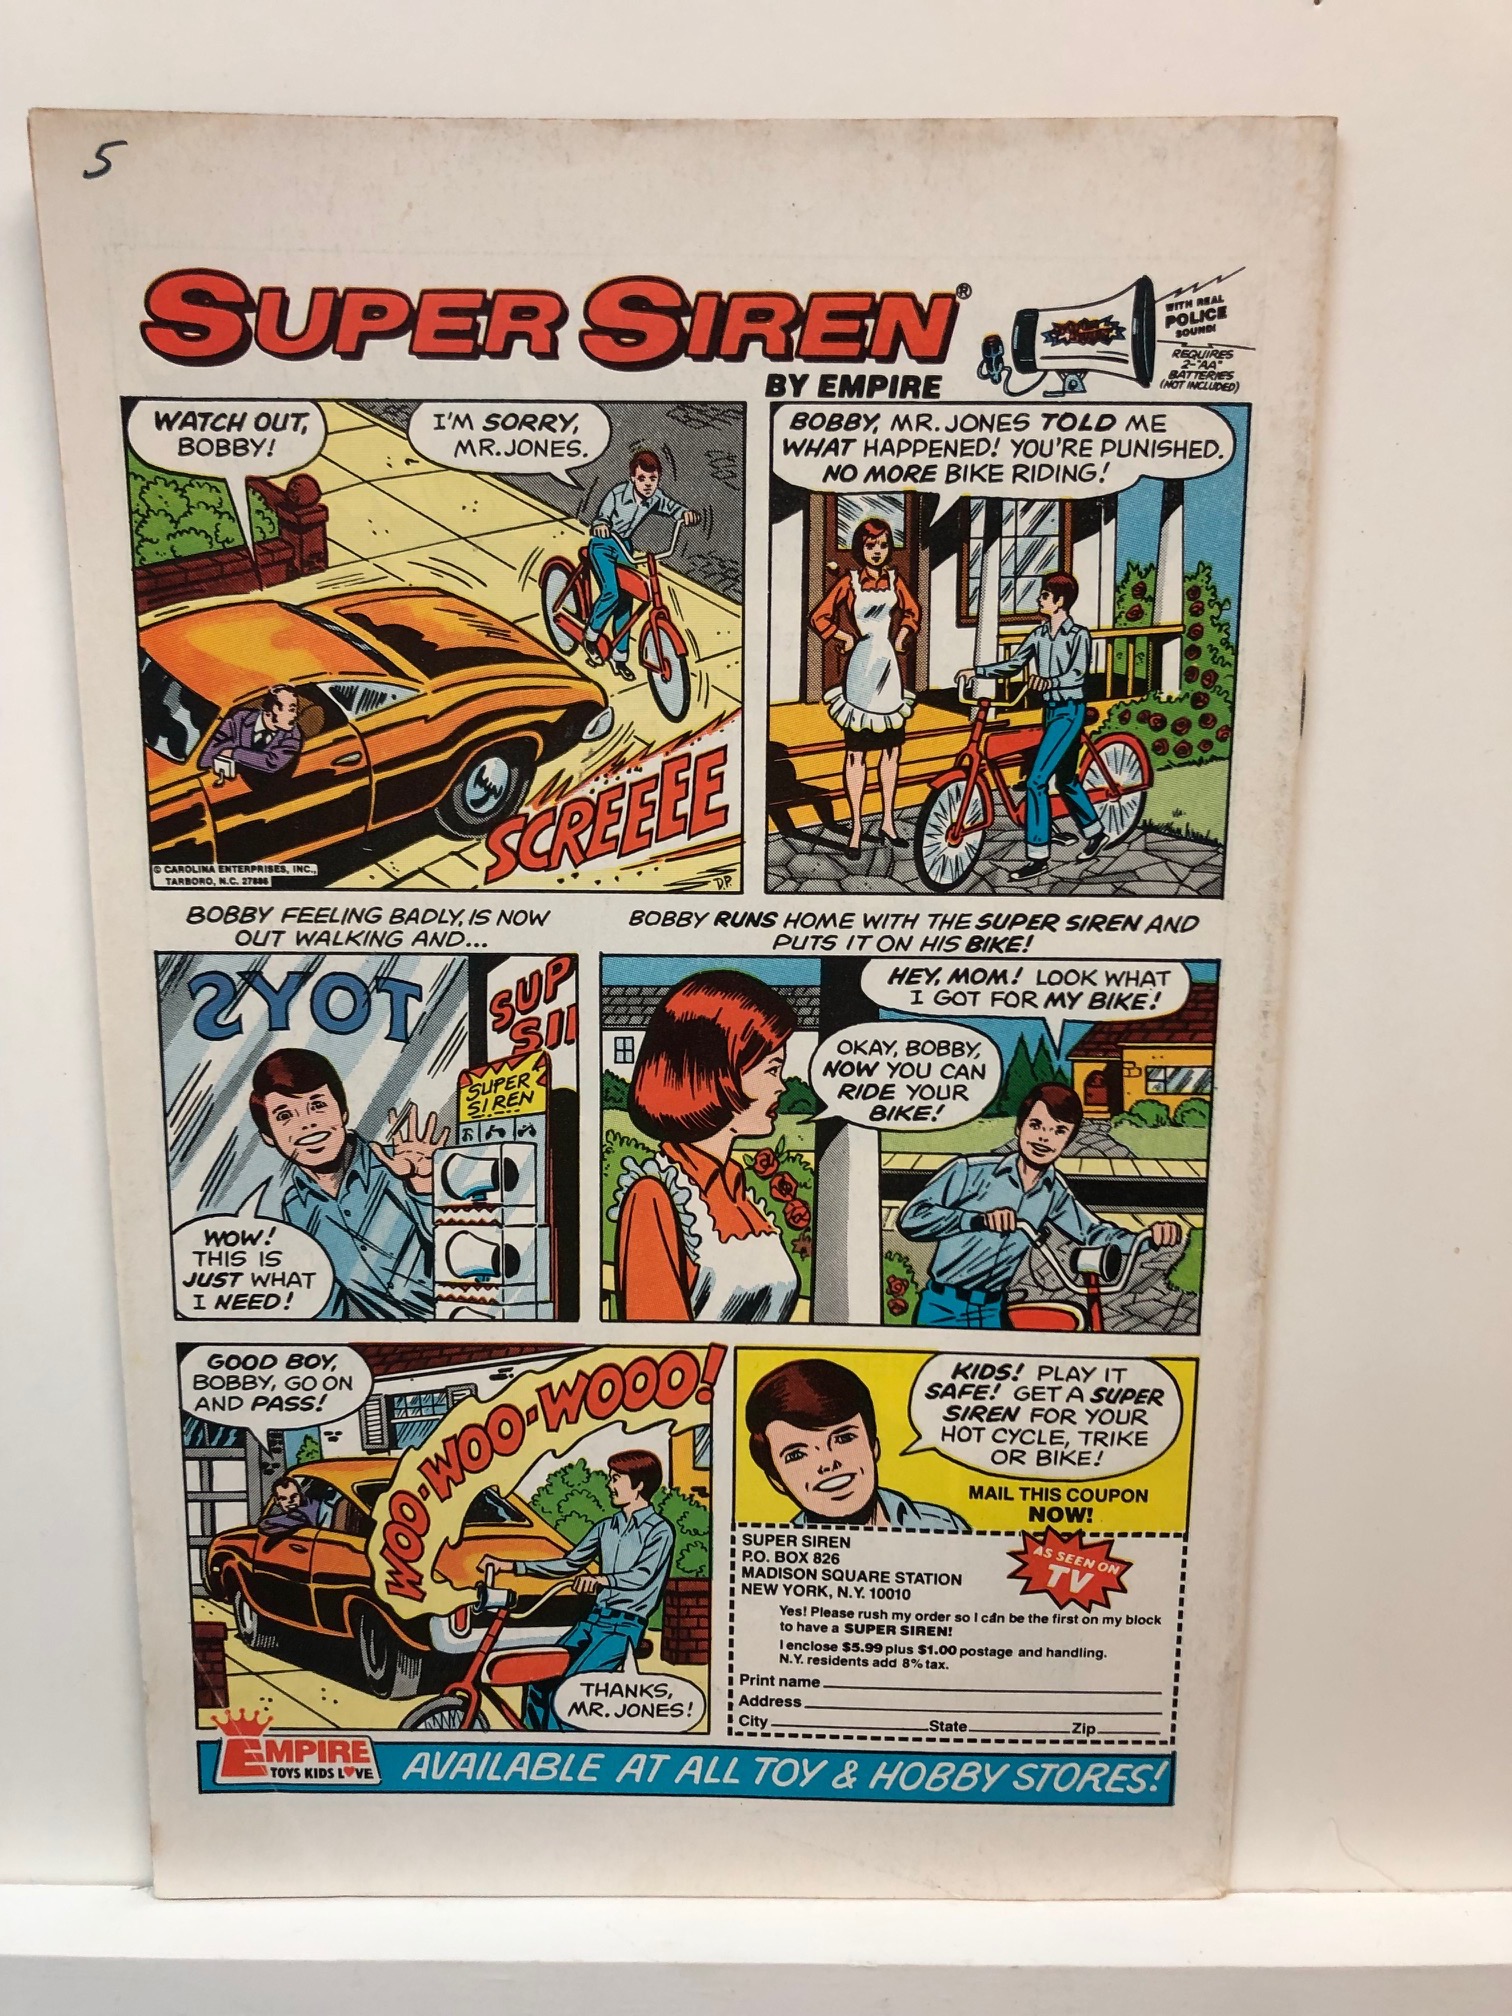 5
SUPER SIREN®
BY EMPIRE
WITH REAL
POLICE
SOUND!
REQUIRES
2-"AA"
BATTERIES
(NOT INCLUDED)
WATCH OUT,
BOBBY!
I'M SORRY,
MR. JONES.
SCREEEE
© CAROLINA ENTERPRISES, INC.,
TARBORO, N.C. 27886
D.P.
BOBBY, MR. JONES TOLD ME
WHAT HAPPENED! YOU'RE PUNISHED.
NO MORE BIKE RIDING!
BOBBY FEELING BADLY, IS NOW
OUT WALKING AND...
TOYS
SUP
SII
SUPER
SIREN
WOW!
THIS IS
JUST WHAT
I NEED!
BOBBY RUNS HOME WITH THE SUPER SIREN AND
PUTS IT ON HIS BIKE!
HEY, MOM! LOOK WHAT
I GOT FOR MY BIKE!
OKAY, BOBBY,
NOW YOU CAN
RIDE YOUR
BIKE!
GOOD BOY,
BOBBY, GO ON
AND PASS!
WOO-WOO-WOOO!
THANKS,
MR. JONES!
KIDS! PLAY IT
SAFE! GET A SUPER
SIREN FOR YOUR
HOT CYCLE, TRIKE
OR BIKE!
MAIL THIS COUPON
NOW!
SUPER SIREN
P.O. BOX 826
MADISON SQUARE STATION
NEW YORK, N.Y. 10010
AS SEEN ON
TV
Yes! Please rush my order so I can be the first on my block
to have a SUPER SIREN!
I enclose $5.99 plus $1.00 postage and handling.
N.Y. residents add 8% tax.
Print name
Address
City State Zip
EMPIRE
TOYS KIDS L♥VE
AVAILABLE AT ALL TOY & HOBBY STORES!